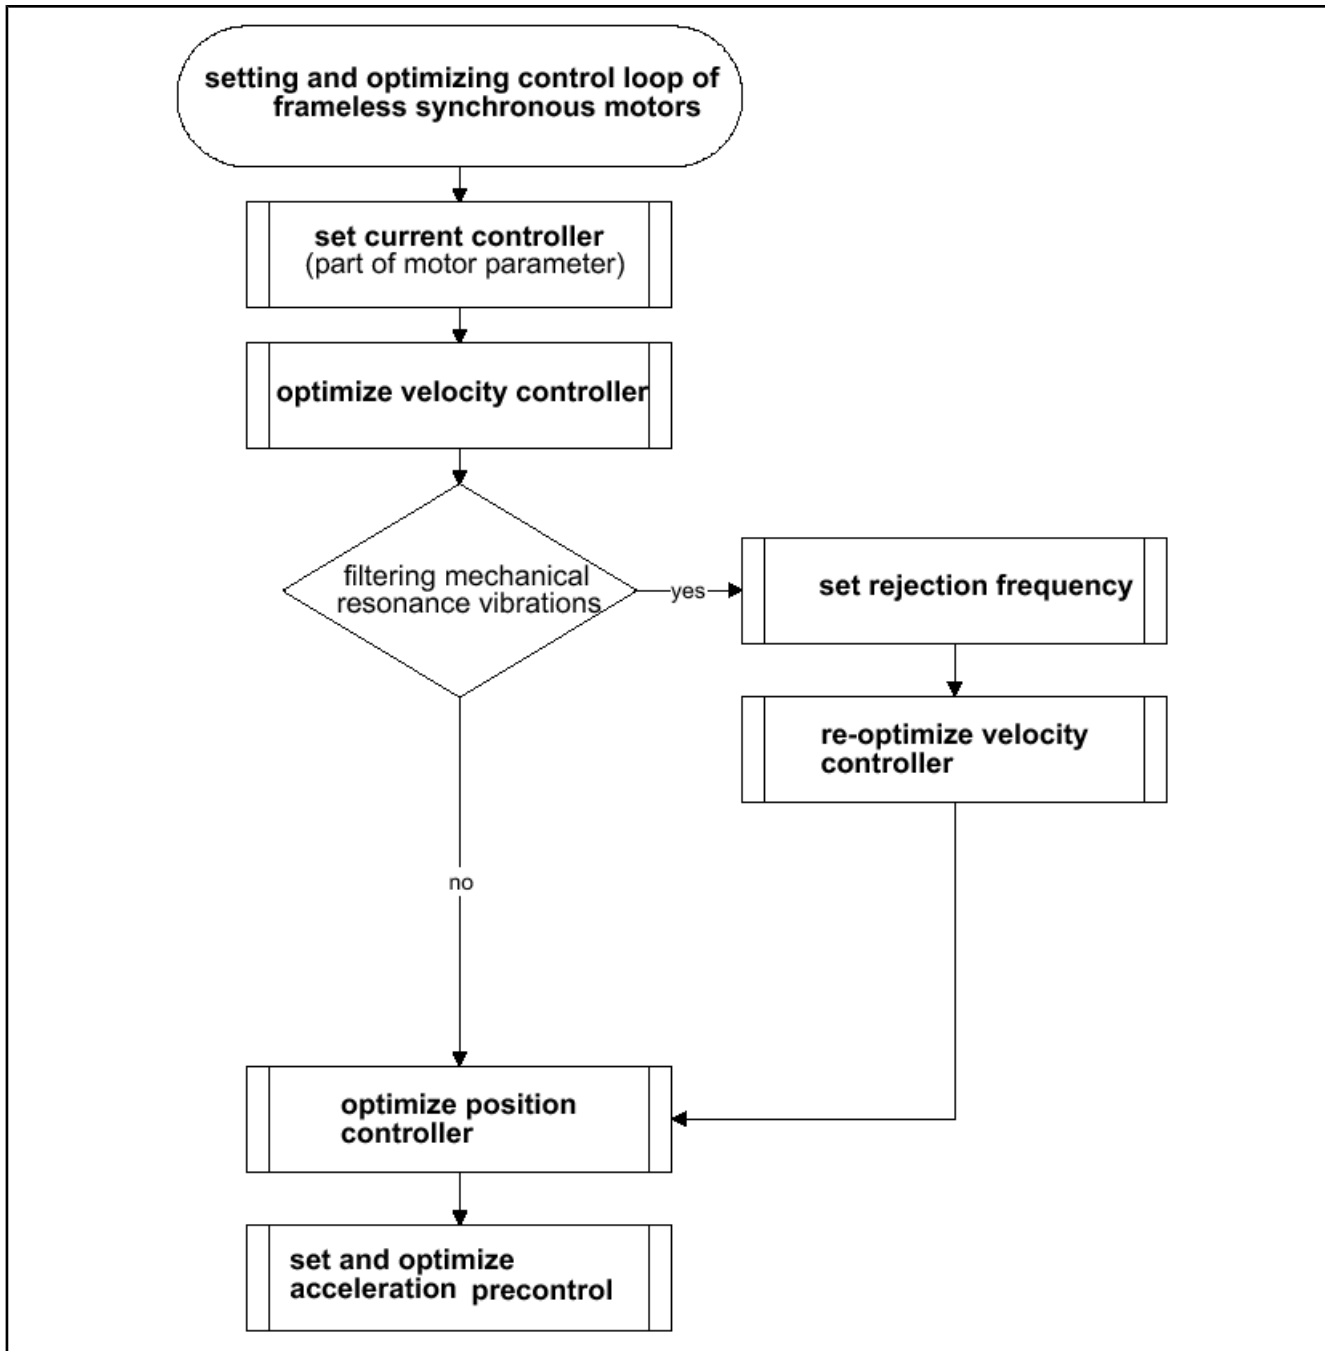 setting and optimizing control loop of
frameless synchronous motors
set current controller
(part of motor parameter)
optimize velocity controller
filtering mechanical
resonance vibrations
yes
set rejection frequency
re-optimize velocity
controller
no
optimize position
controller
set and optimize
acceleration precontrol